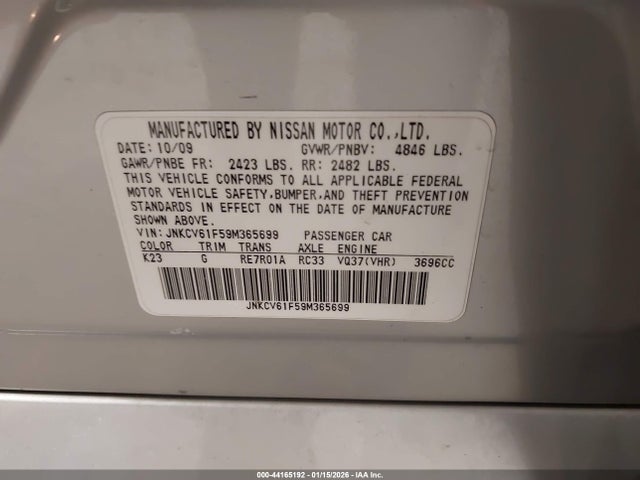 MANUFACTURED BY NISSAN MOTOR CO.,LTD.
DATE: 10/09 GVWR/PNBV: 4846 LBS.
GAWR/PNBE FR: 2423 LBS. RR: 2482 LBS.
THIS VEHICLE CONFORMS TO ALL APPLICABLE FEDERAL
MOTOR VEHICLE SAFETY,BUMPER,AND THEFT PREVENTION
STANDARDS IN EFFECT ON THE DATE OF MANUFACTURE
SHOWN ABOVE.
VIN: JNKCV61F59M365699 PASSENGER CAR
COLOR TRIM TRANS AXLE ENGINE
K23 G RE7R01A RC33 VQ37(VHR) 3696CC
JNKCV61F59M365699
000-44165192 - 01/15/2026 - IAA Inc.